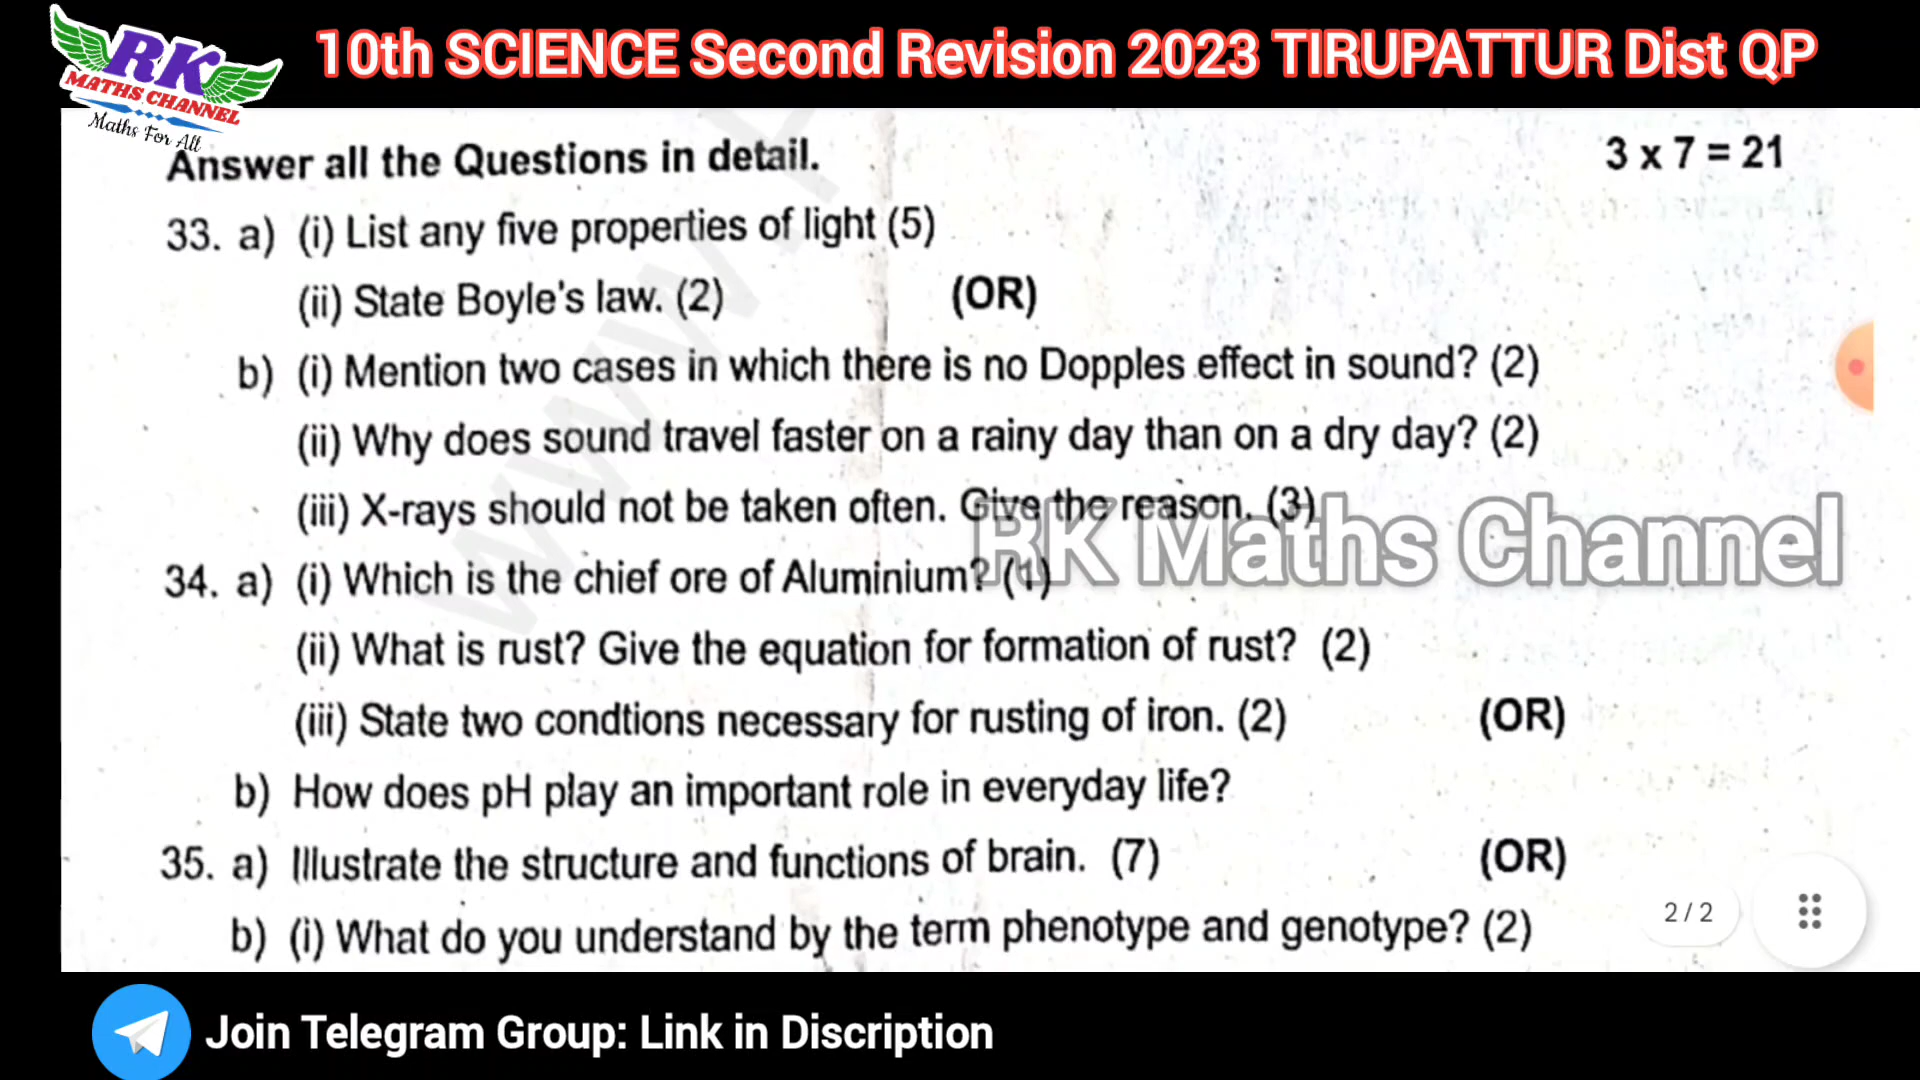 RK
MATHS CHANNEL
Maths For All
10th SCIENCE Second Revision 2023 TIRUPATTUR Dist QP
Answer all the Questions in detail. 3 x 7 = 21
33. a) (i) List any five properties of light (5)
(ii) State Boyle's law. (2) (OR)
b) (i) Mention two cases in which there is no Dopples effect in sound? (2)
(ii) Why does sound travel faster on a rainy day than on a dry day? (2)
(iii) X-rays should not be taken often. Give the reason. (3)
RK Maths Channel
34. a) (i) Which is the chief ore of Aluminium? (1)
(ii) What is rust? Give the equation for formation of rust? (2)
(iii) State two condtions necessary for rusting of iron. (2) (OR)
b) How does pH play an important role in everyday life?
35. a) Illustrate the structure and functions of brain. (7) (OR)
b) (i) What do you understand by the term phenotype and genotype? (2)
2 / 2
Join Telegram Group: Link in Discription